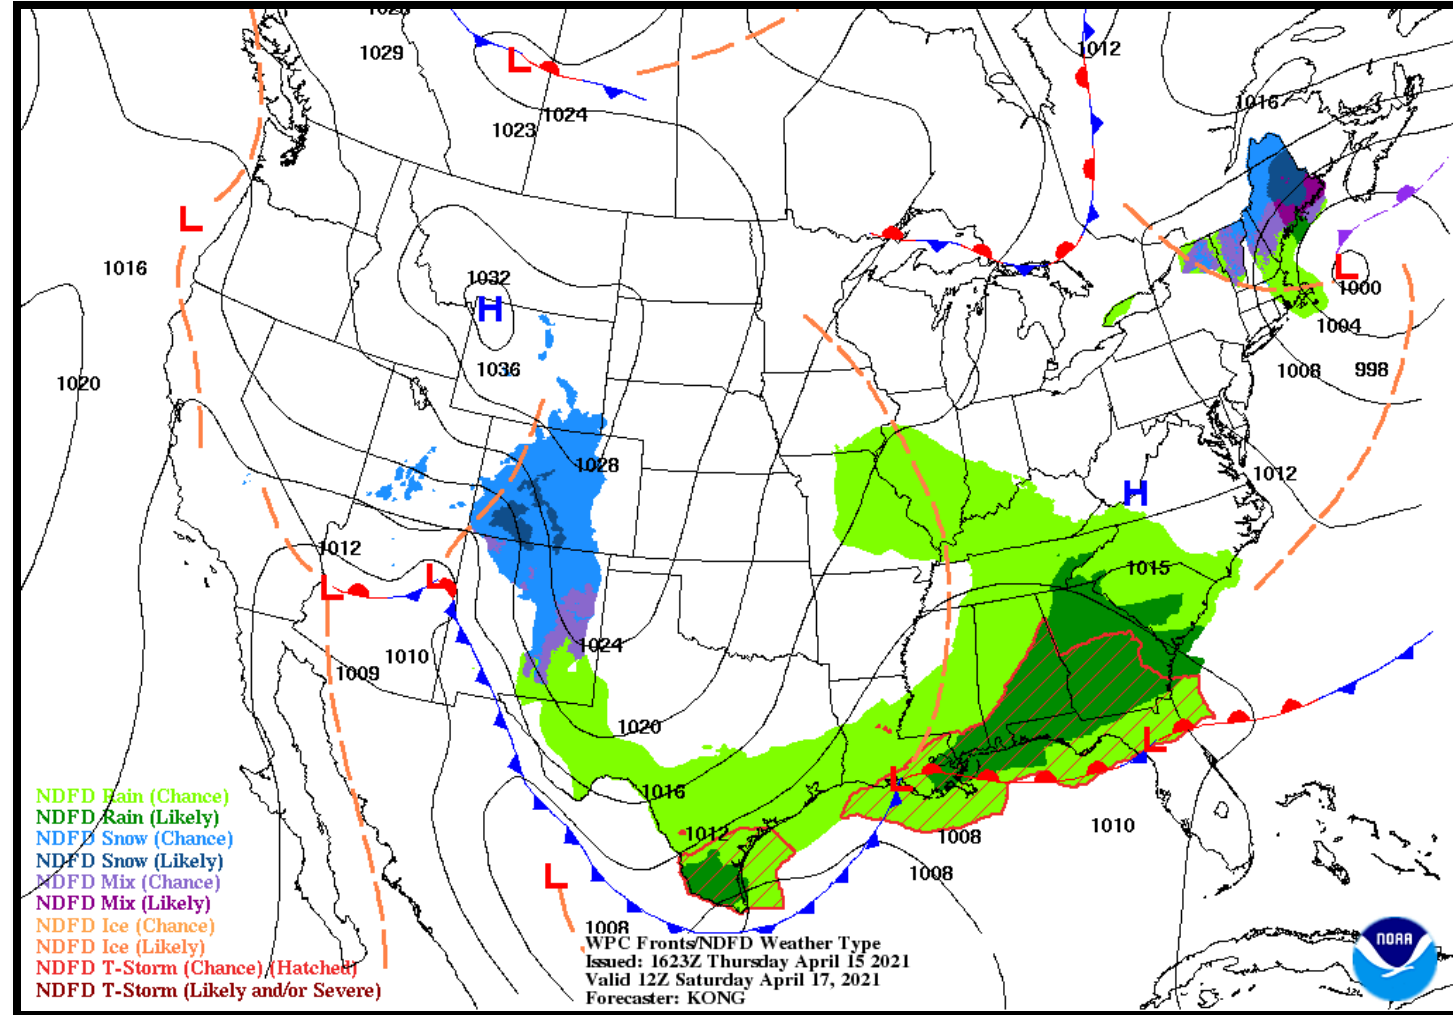 1028
1029
1012
1024
1023
1016
1016
1032
1000
1004
1036
1020
1008
998
1028
1012
1012
1015
1024
1010
1009
1020
1016
1012
1010
1008
1008
1008
L
L
H
L
H
L
L
L
L
L
NDFD Rain (Chance)
NDFD Rain (Likely)
NDFD Snow (Chance)
NDFD Snow (Likely)
NDFD Mix (Chance)
NDFD Mix (Likely)
NDFD Ice (Chance)
NDFD Ice (Likely)
NDFD T-Storm (Chance) (Hatched)
NDFD T-Storm (Likely and/or Severe)
WPC Fronts/NDFD Weather Type
Issued: 1623Z Thursday April 15 2021
Valid 12Z Saturday April 17, 2021
Forecaster: KONG
NOAA